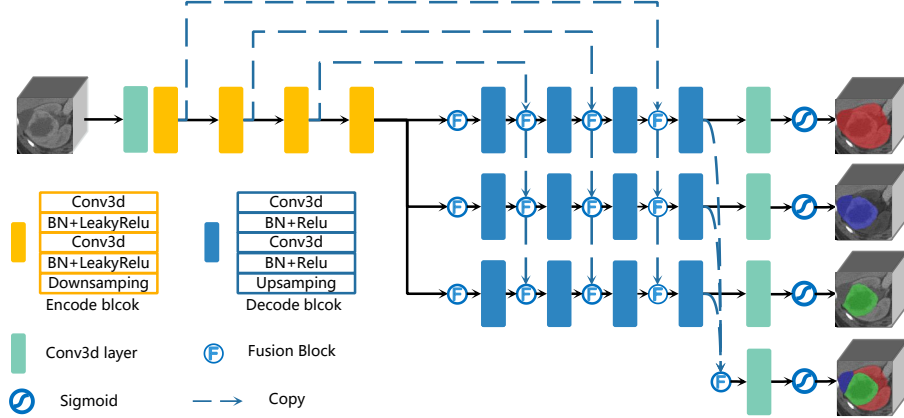 F F F F
F F F F
F F F F
F
Conv3d
BN+LeakyRelu
Conv3d
BN+LeakyRelu
Downsamping
Encode blcok
Conv3d
BN+Relu
Conv3d
BN+Relu
Upsamping
Decode blcok
Conv3d layer
F Fusion Block
Sigmoid
Copy